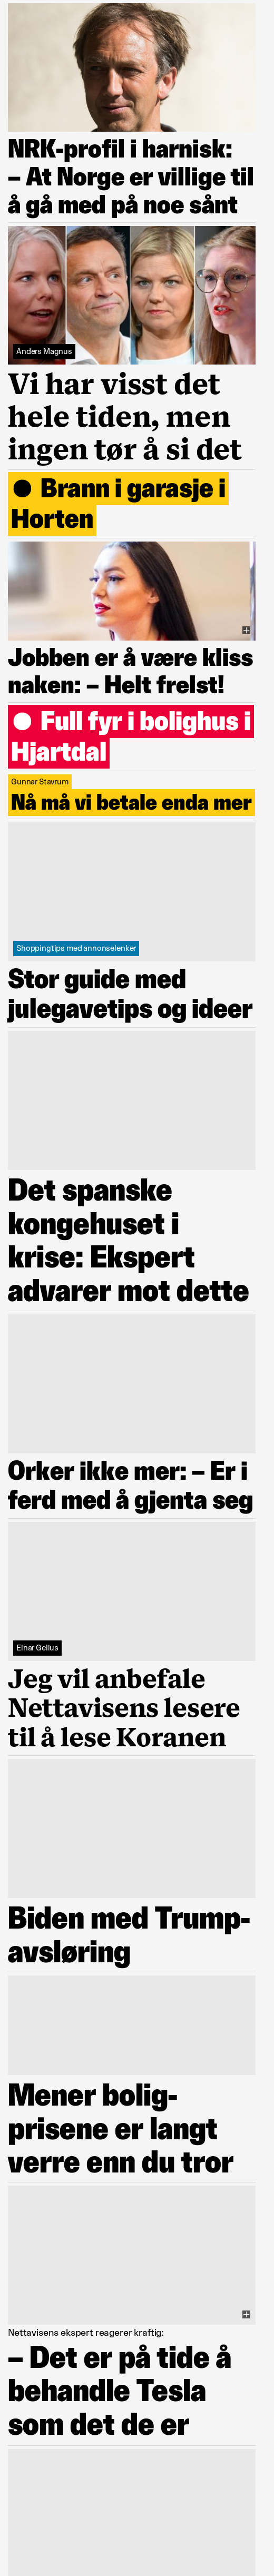 NRK-profil i harnisk:
– At Norge er villige til
å gå med på noe sånt
Anders Magnus
Vi har visst det
hele tiden, men
ingen tør å si det
Brann i garasje i
Horten
Jobben er å være kliss
naken: – Helt frelst!
Full fyr i bolighus i
Hjartdal
Gunnar Stavrum
Nå må vi betale enda mer
Shoppingtips med annonselenker
Stor guide med
julegavetips og ideer
Det spanske
kongehuset i
krise: Ekspert
advarer mot dette
Orker ikke mer: – Er i
ferd med å gjenta seg
Einar Gelius
Jeg vil anbefale
Nettavisens lesere
til å lese Koranen
Biden med Trump-
avsløring
Mener bolig-
prisene er langt
verre enn du tror
Nettavisens ekspert reagerer kraftig:
– Det er på tide å
behandle Tesla
som det de er